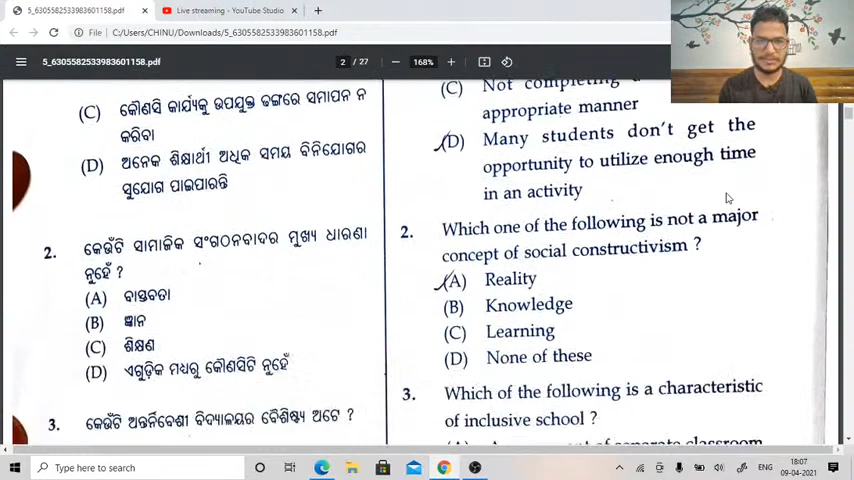 5_6305582533983601158.pdf
Live streaming - YouTube Studio
File
C:/Users/CHINU/Downloads/5_6305582533983601158.pdf
5_6305582533983601158.pdf
2 / 27
168%
(C) କୌଣସି କାର୍ଯ୍ୟକୁ ଉପଯୁକ୍ତ ଢଙ୍ଗରେ ସମାପନ ନ
କରିବା
(D) ଅନେକ ଶିକ୍ଷାର୍ଥୀ ଅଧିକ ସମୟ ବିନିଯୋଗର
ସୁଯୋଗ ପାଇପାରନ୍ତି
2. କେଉଁଟି ସାମାଜିକ ସଂଗଠନବାଦର ମୁଖ୍ୟ ଧାରଣା
ନୁହେଁ ?
(A) ବାସ୍ତବତା
(B) ଜ୍ଞାନ
(C) ଶିକ୍ଷଣ
(D) ଏଗୁଡ଼ିକ ମଧ୍ୟରୁ କୌଣସିଟି ନୁହେଁ
3. କେଉଁଟି ଅନ୍ତର୍ନିବେଶୀ ବିଦ୍ୟାଳୟର ବୈଶିଷ୍ଟ୍ୟ ଅଟେ ?
(C) Not completing
appropriate manner
(D) Many students don't get the
opportunity to utilize enough time
in an activity
2. Which one of the following is not a major
concept of social constructivism ?
(A) Reality
(B) Knowledge
(C) Learning
(D) None of these
3. Which of the following is a characteristic
of inclusive school ?
of separate classroom
Type here to search
ENG
18:07
09-04-2021